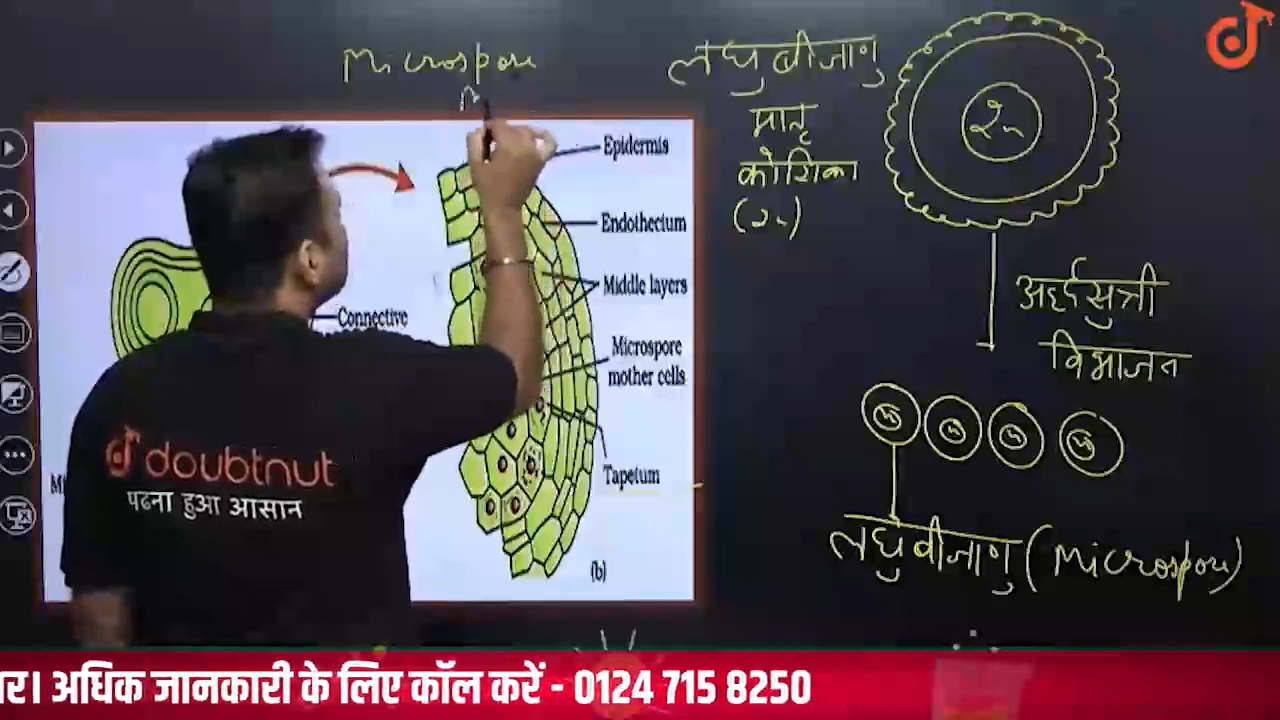 Microspore
M
लघुबीजाणु
मातृ
कोशिका
(2n)
2n
अर्द्धसुत्री
विभाजन
n n n n
लघुबीजाणु (Microspore)
Epidermis
Endothecium
Middle layers
Microspore
mother cells
Tapetum
Connective
(b)
doubtnut
पढना हुआ आसान
अधिक जानकारी के लिए कॉल करें - 0124 715 8250